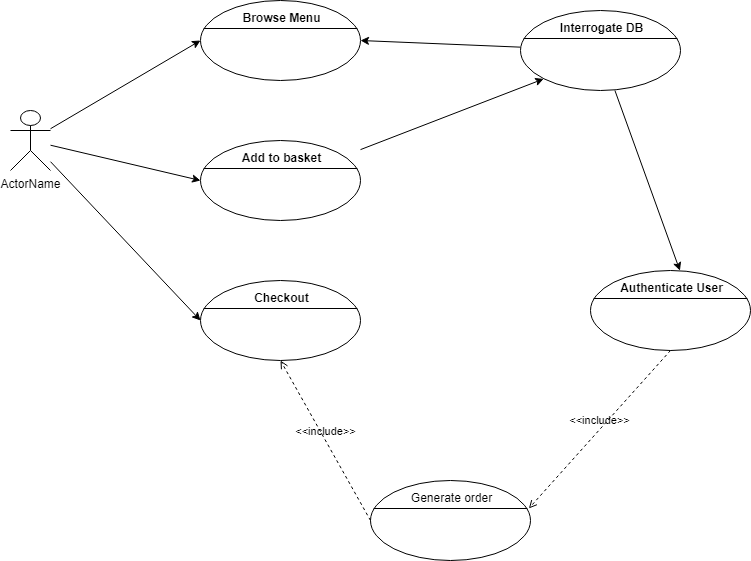 Browse Menu
Interrogate DB
Add to basket
ActorName
Checkout
Authenticate User
<<include>>
<<include>>
Generate order